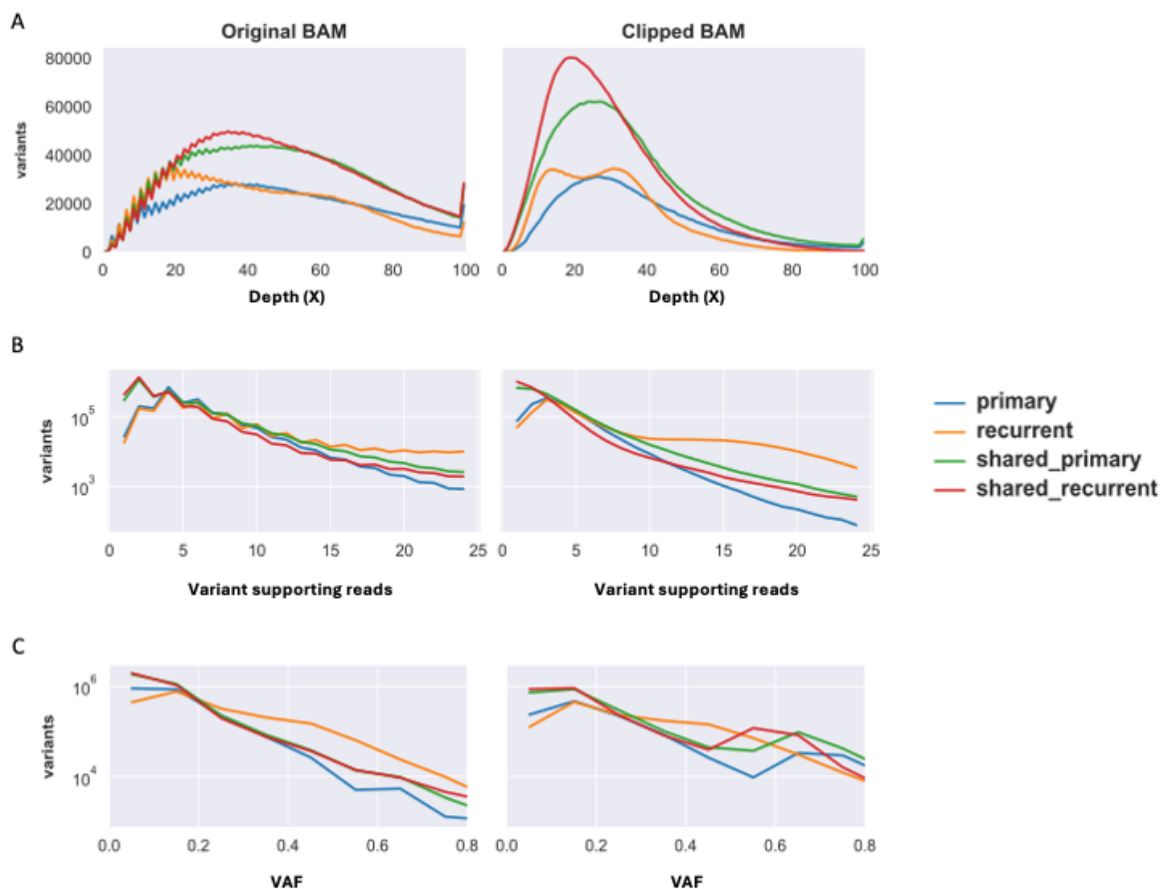 A
Original BAM
Clipped BAM
variants
80000
60000
40000
20000
0
0 20 40 60 80 100
0 20 40 60 80 100
Depth (X)
Depth (X)
B
variants
10^5
10^3
0 5 10 15 20 25
0 5 10 15 20 25
Variant supporting reads
Variant supporting reads
primary
recurrent
shared_primary
shared_recurrent
C
variants
10^6
10^4
0.0 0.2 0.4 0.6 0.8
0.0 0.2 0.4 0.6 0.8
VAF
VAF